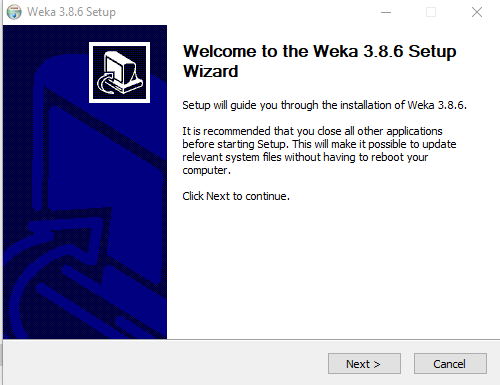 Weka 3.8.6 Setup
Welcome to the Weka 3.8.6 Setup
Wizard
Setup will guide you through the installation of Weka 3.8.6.
It is recommended that you close all other applications
before starting Setup. This will make it possible to update
relevant system files without having to reboot your
computer.
Click Next to continue.
Next >
Cancel